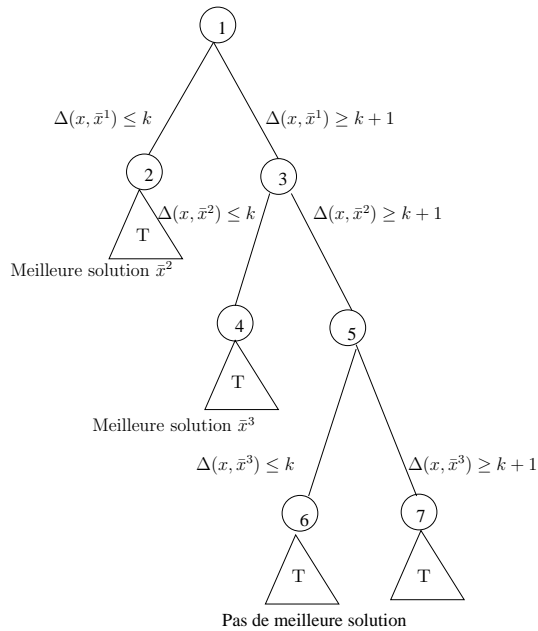 1
Δ(x, x̄¹) ≤ k
Δ(x, x̄¹) ≥ k + 1
2
3
Δ(x, x̄²) ≤ k
Δ(x, x̄²) ≥ k + 1
T
Meilleure solution x̄²
4
5
T
Meilleure solution x̄³
Δ(x, x̄³) ≤ k
Δ(x, x̄³) ≥ k + 1
6
7
T
T
Pas de meilleure solution